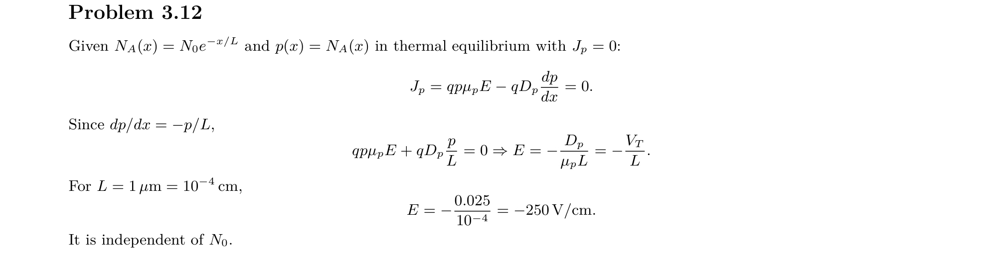 Problem 3.12
Given $N_A(x) = N_0 e^{-x/L}$ and $p(x) = N_A(x)$ in thermal equilibrium with $J_p = 0$:
$J_p = qp\mu_p E - qD_p \frac{dp}{dx} = 0.$
Since $dp/dx = -p/L$,
$qp\mu_p E + qD_p \frac{p}{L} = 0 \Rightarrow E = -\frac{D_p}{\mu_p L} = -\frac{V_T}{L}.$
For $L = 1\,\mu\text{m} = 10^{-4}\,\text{cm}$,
$E = -\frac{0.025}{10^{-4}} = -250\,\text{V/cm}.$
It is independent of $N_0$.